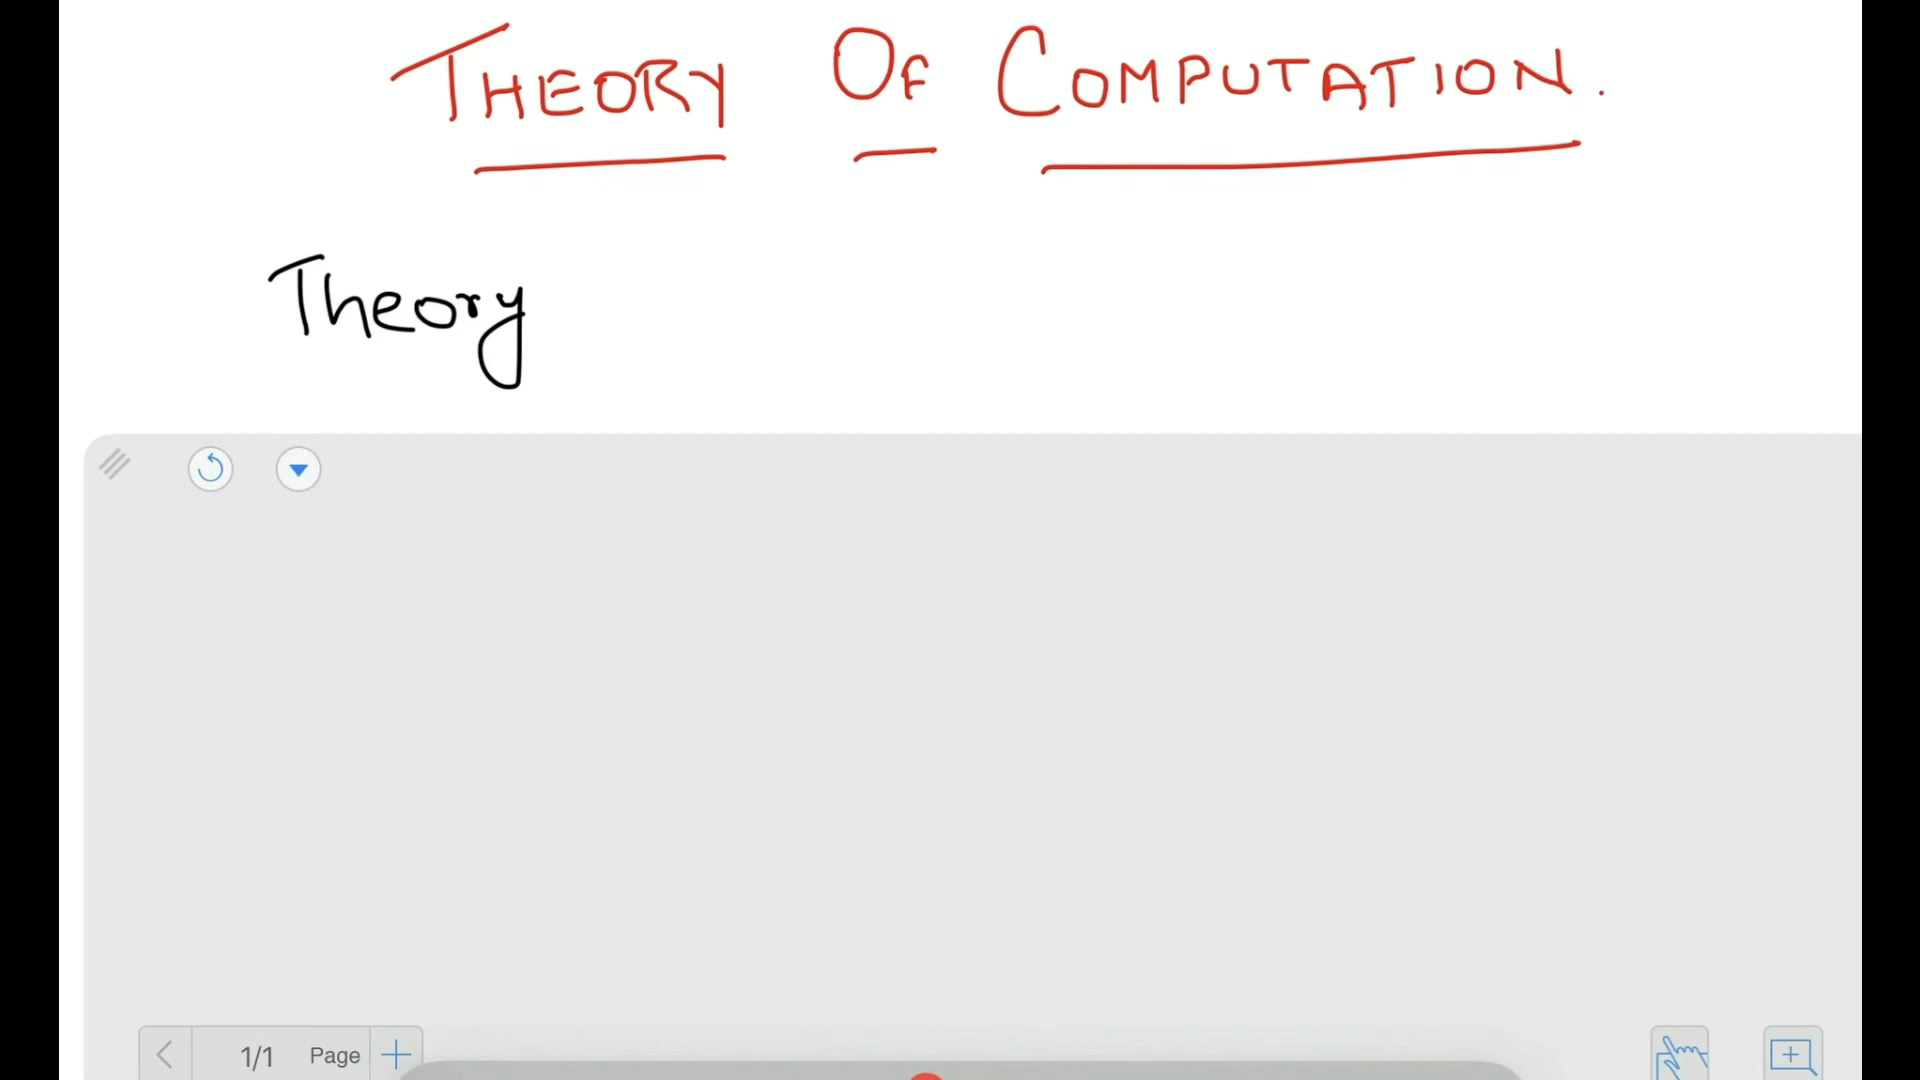 THEORY OF COMPUTATION.
Theory
1/1 Page